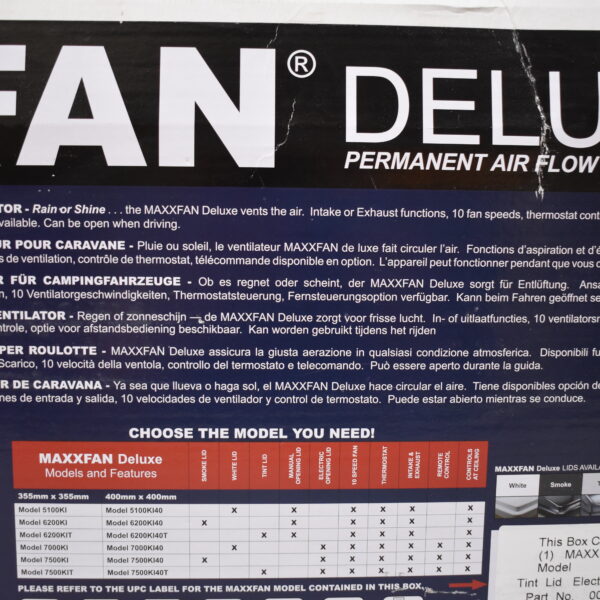 FAN® DELU
PERMANENT AIR FLOW
TOR - Rain or Shine . . . the MAXXFAN Deluxe vents the air. Intake or Exhaust functions, 10 fan speeds, thermostat cont
vailable. Can be open when driving.
UR POUR CARAVANE - Pluie ou soleil, le ventilateur MAXXFAN de luxe fait circuler l'air. Fonctions d'aspiration et d'é
s de ventilation, contrôle de thermostat, télécommande disponible en option. L'appareil peut fonctionner pendant que vous c
R FÜR CAMPINGFAHRZEUGE - Ob es regnet oder scheint, der MAXXFAN Deluxe sorgt für Entlüftung. Ansa
n, 10 Ventilatorgeschwindigkeiten, Thermostatsteuerung, Fernsteuerungsoption verfügbar. Kann beim Fahren geöffnet se
ENTILATOR - Regen of zonneschijn — de MAXXFAN Deluxe zorgt voor frisse lucht. In- of uitlaatfuncties, 10 ventilatorsn
ntrole, optie voor afstandsbediening beschikbaar. Kan worden gebruikt tijdens het rijden
PER ROULOTTE - MAXXFAN Deluxe assicura la giusta aerazione in qualsiasi condizione atmosferica. Disponibili fu
Scarico, 10 velocità della ventola, controllo del termostato e telecomando. Può essere aperto durante la guida.
R DE CARAVANA - Ya sea que llueva o haga sol, el MAXXFAN Deluxe hace circular el aire. Tiene disponibles opción de
nes de entrada y salida, 10 velocidades de ventilador y control de termostato. Puede estar abierto mientras se conduce.
CHOOSE THE MODEL YOU NEED!
MAXXFAN Deluxe
Models and Features
SMOKE LID
WHITE LID
TINT LID
MANUAL OPENING LID
ELECTRIC OPENING LID
10 SPEED FAN
THERMOSTAT
INTAKE & EXHAUST
REMOTE CONTROL
CONTROLS AT CEILING
355mm x 355mm 400mm x 400mm
Model 5100KI Model 5100KI40 X X X X X X
Model 6200KI Model 6200KI40 X X X X X X
Model 6200KIT Model 6200KI40T X X X X X X
Model 7000KI Model 7000KI40 X X X X X X X
Model 7500KI Model 7500KI40 X X X X X X X
Model 7500KIT Model 7500KI40T X X X X X X X
PLEASE REFER TO THE UPC LABEL FOR THE MAXXFAN MODEL CONTAINED IN THIS BOX
MAXXFAN Deluxe LIDS AVAILA
White Smoke T
This Box C
(1) MAXX
Model
Tint Lid Elect
Part No. 00